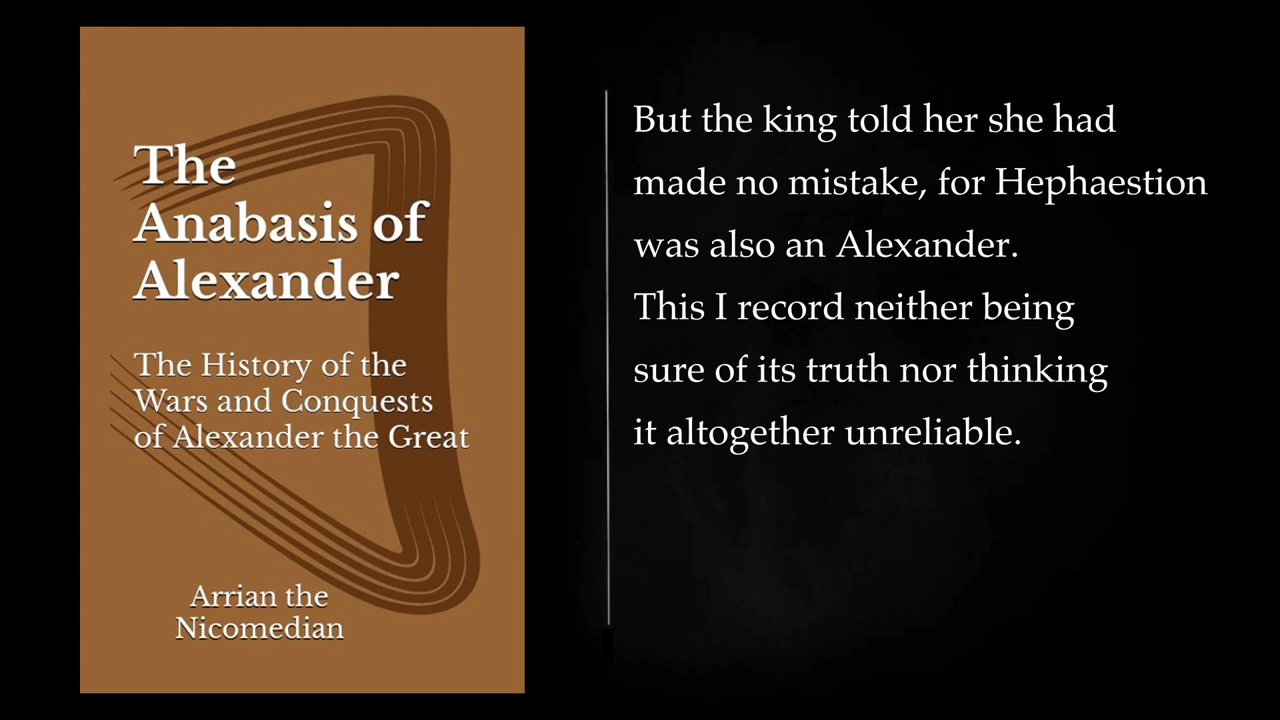 The
Anabasis of
Alexander
The History of the
Wars and Conquests
of Alexander the Great
Arrian the
Nicomedian
But the king told her she had
made no mistake, for Hephaestion
was also an Alexander.
This I record neither being
sure of its truth nor thinking
it altogether unreliable.